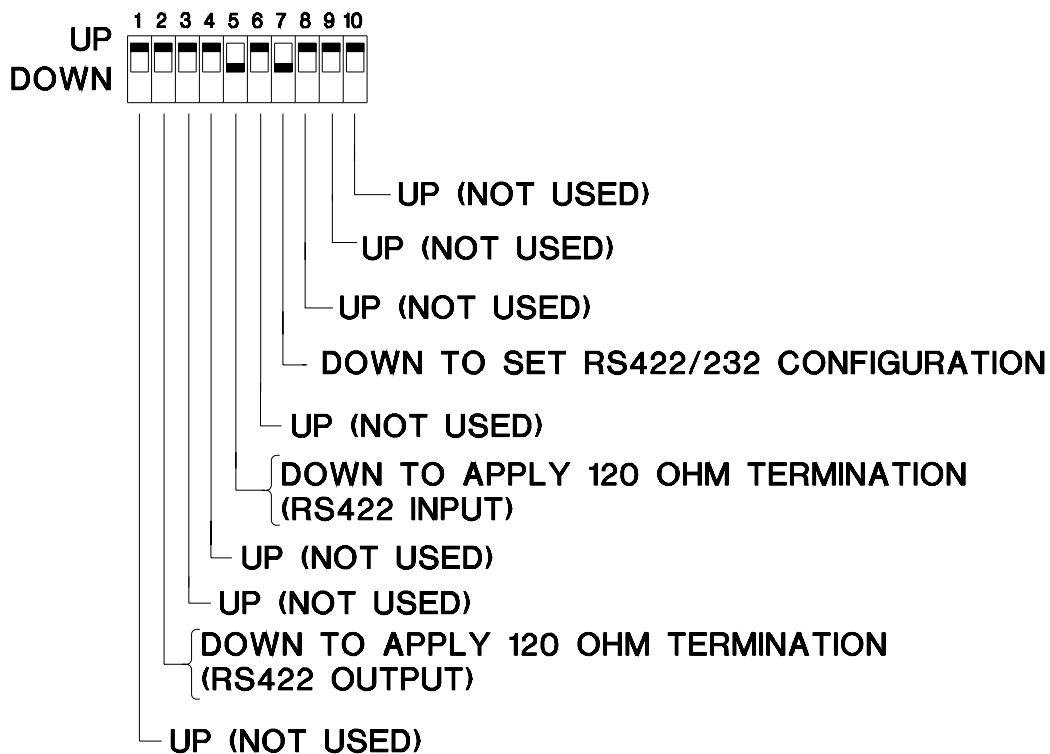 1 2 3 4 5 6 7 8 9 10
UP
DOWN
UP (NOT USED)
UP (NOT USED)
UP (NOT USED)
DOWN TO SET RS422/232 CONFIGURATION
UP (NOT USED)
DOWN TO APPLY 120 OHM TERMINATION
(RS422 INPUT)
UP (NOT USED)
UP (NOT USED)
DOWN TO APPLY 120 OHM TERMINATION
(RS422 OUTPUT)
UP (NOT USED)